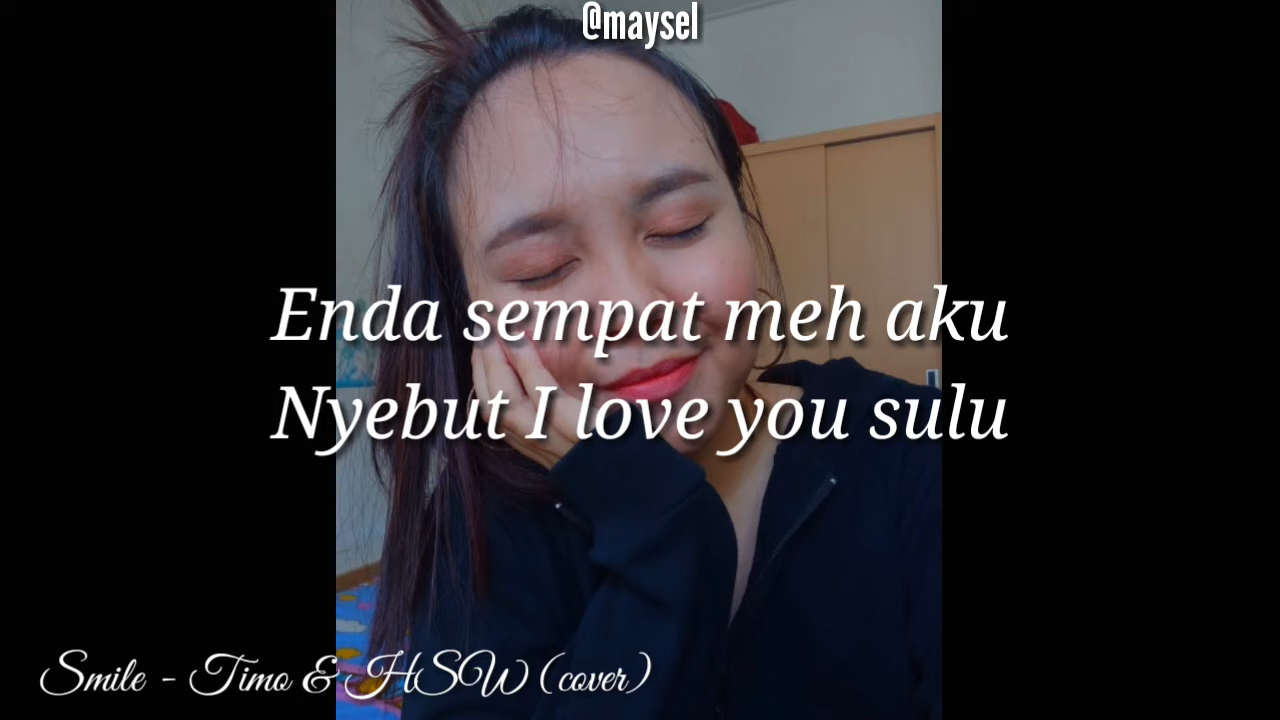 @maysel
Enda sempat meh aku
Nyebut I love you sulu
Smile - Timo & HSW (cover)